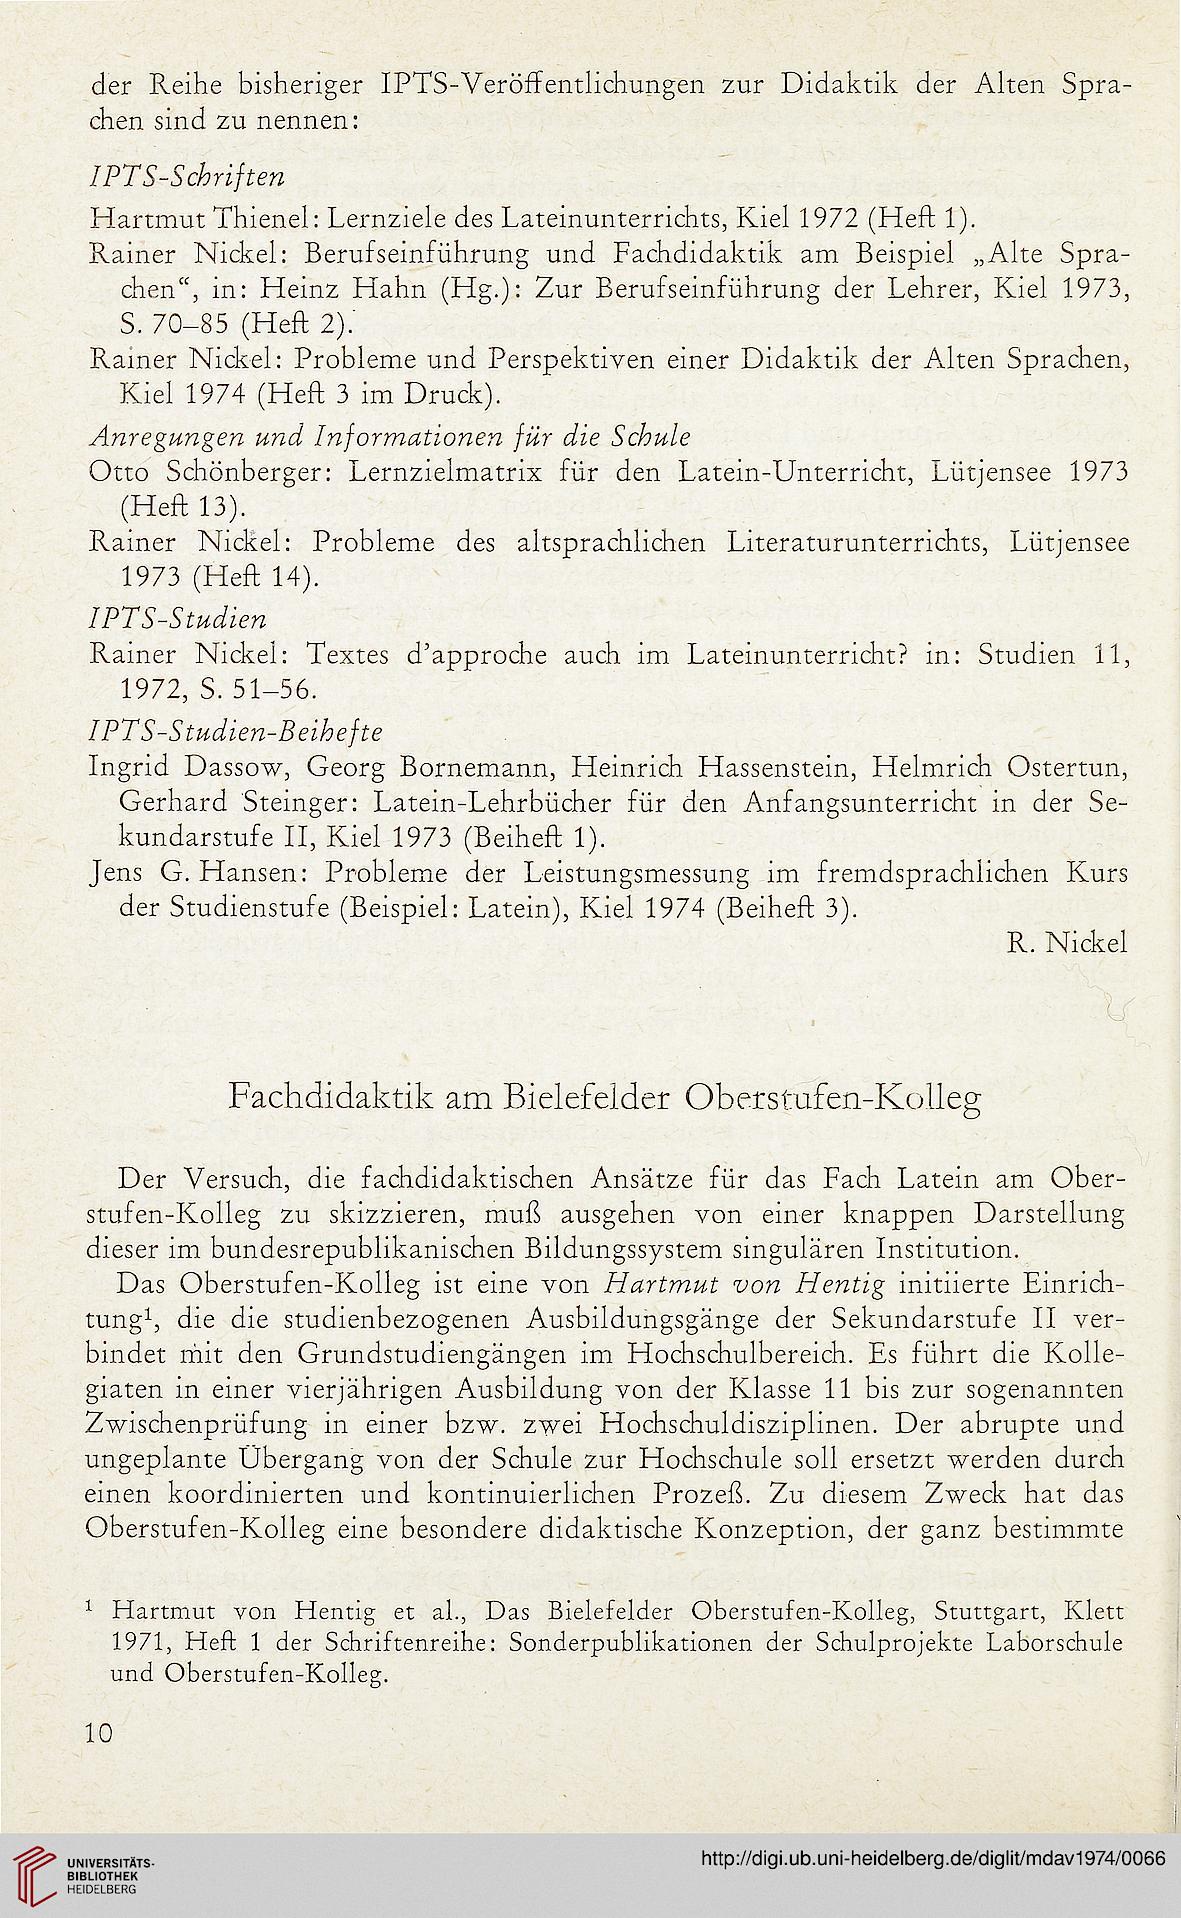 der Reihe bisheriger IPTS-Veröffentlichungen zur Didaktik der Alten Spra-
chen sind zu nennen:
IPTS-Schriften
Hartmut Thienel: Lernziele des Lateinunterrichts, Kiel 1972 (Heft 1).
Rainer Nickel: Berufseinführung und Fachdidaktik am Beispiel „Alte Spra-
chen“, in: Heinz Hahn (Hg.): Zur Berufseinführung der Lehrer, Kiel 1973,
S. 70–85 (Heft 2).
Rainer Nickel: Probleme und Perspektiven einer Didaktik der Alten Sprachen,
Kiel 1974 (Heft 3 im Druck).
Anregungen und Informationen für die Schule
Otto Schönberger: Lernzielmatrix für den Latein-Unterricht, Lütjensee 1973
(Heft 13).
Rainer Nickel: Probleme des altsprachlichen Literaturunterrichts, Lütjensee
1973 (Heft 14).
IPTS-Studien
Rainer Nickel: Textes d’approche auch im Lateinunterricht? in: Studien 11,
1972, S. 51–56.
IPTS-Studien-Beihefte
Ingrid Dassow, Georg Bornemann, Heinrich Hassenstein, Helmrich Ostertun,
Gerhard Steinger: Latein-Lehrbücher für den Anfangsunterricht in der Se-
kundarstufe II, Kiel 1973 (Beiheft 1).
Jens G. Hansen: Probleme der Leistungsmessung im fremdsprachlichen Kurs
der Studienstufe (Beispiel: Latein), Kiel 1974 (Beiheft 3).
R. Nickel
Fachdidaktik am Bielefelder Oberstufen-Kolleg
Der Versuch, die fachdidaktischen Ansätze für das Fach Latein am Ober-
stufen-Kolleg zu skizzieren, muß ausgehen von einer knappen Darstellung
dieser im bundesrepublikanischen Bildungssystem singulären Institution.
Das Oberstufen-Kolleg ist eine von Hartmut von Hentig initiierte Einrich-
tung¹, die die studienbezogenen Ausbildungsgänge der Sekundarstufe II ver-
bindet mit den Grundstudiengängen im Hochschulbereich. Es führt die Kolle-
giaten in einer vierjährigen Ausbildung von der Klasse 11 bis zur sogenannten
Zwischenprüfung in einer bzw. zwei Hochschuldisziplinen. Der abrupte und
ungeplante Übergang von der Schule zur Hochschule soll ersetzt werden durch
einen koordinierten und kontinuierlichen Prozeß. Zu diesem Zweck hat das
Oberstufen-Kolleg eine besondere didaktische Konzeption, der ganz bestimmte
¹ Hartmut von Hentig et al., Das Bielefelder Oberstufen-Kolleg, Stuttgart, Klett
1971, Heft 1 der Schriftenreihe: Sonderpublikationen der Schulprojekte Laborschule
und Oberstufen-Kolleg.
10
UNIVERSITÄTS-
BIBLIOTHEK
HEIDELBERG
http://digi.ub.uni-heidelberg.de/diglit/mdav1974/0066